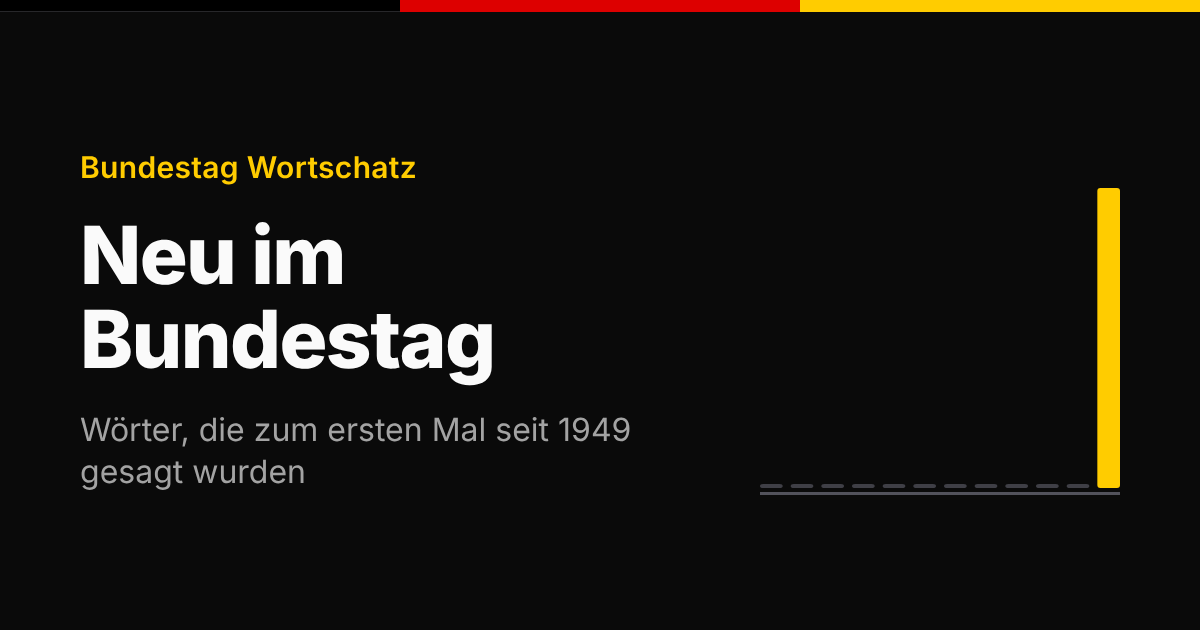 Bundestag Wortschatz
Neu im
Bundestag
Wörter, die zum ersten Mal seit 1949
gesagt wurden